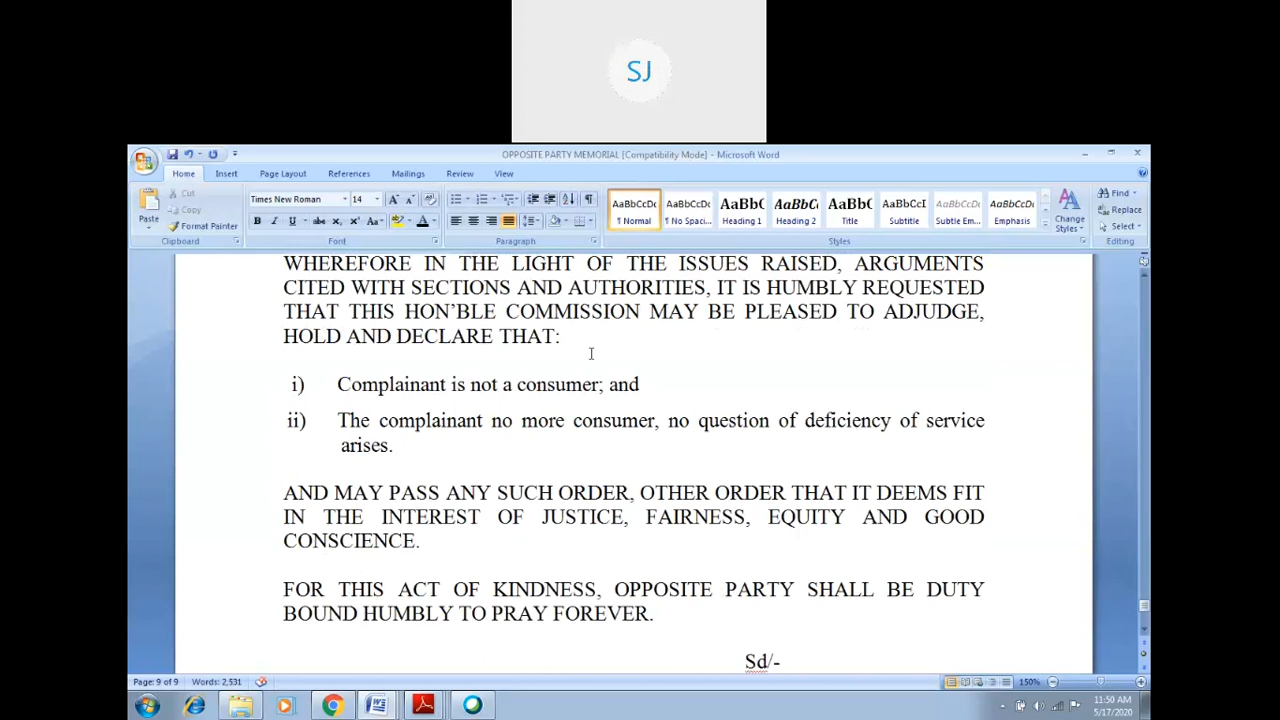 SJ
OPPOSITE PARTY MEMORIAL [Compatibility Mode] - Microsoft Word
Home Insert Page Layout References Mailings Review View
Paste
Cut
Copy
Format Painter
Clipboard
Times New Roman 14
Font
Paragraph
AaBbCcDc AaBbCcDc AaBbC AaBbCc AaBbC AaBbCcI AaBbCcDc AaBbCcDc
¶ Normal ¶ No Spaci... Heading 1 Heading 2 Title Subtitle Subtle Em... Emphasis
Change Styles
Styles
Find
Replace
Select
Editing
WHEREFORE IN THE LIGHT OF THE ISSUES RAISED, ARGUMENTS
CITED WITH SECTIONS AND AUTHORITIES, IT IS HUMBLY REQUESTED
THAT THIS HON'BLE COMMISSION MAY BE PLEASED TO ADJUDGE,
HOLD AND DECLARE THAT:
i) Complainant is not a consumer; and
ii) The complainant no more consumer, no question of deficiency of service
arises.
AND MAY PASS ANY SUCH ORDER, OTHER ORDER THAT IT DEEMS FIT
IN THE INTEREST OF JUSTICE, FAIRNESS, EQUITY AND GOOD
CONSCIENCE.
FOR THIS ACT OF KINDNESS, OPPOSITE PARTY SHALL BE DUTY
BOUND HUMBLY TO PRAY FOREVER.
Sd/-
Page: 9 of 9 Words: 2,531 150%
11:50 AM
5/17/2020